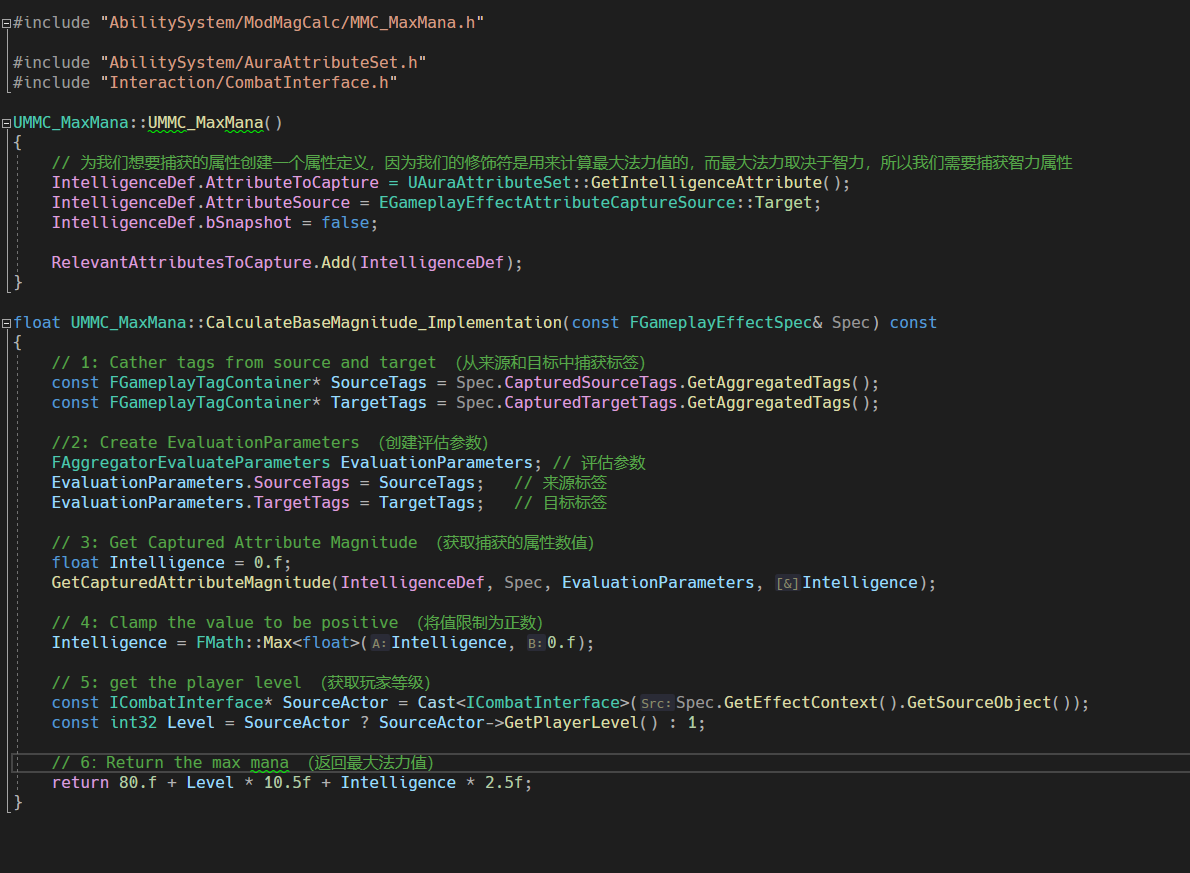 #include "AbilitySystem/ModMagCalc/MMC_MaxMana.h"
#include "AbilitySystem/AuraAttributeSet.h"
#include "Interaction/CombatInterface.h"
UMMC_MaxMana::UMMC_MaxMana()
{
// 为我们想要捕获的属性创建一个属性定义，因为我们的修饰符是用来计算最大法力值的，而最大法力取决于智力，所以我们需要捕获智力属性
IntelligenceDef.AttributeToCapture = UAuraAttributeSet::GetIntelligenceAttribute();
IntelligenceDef.AttributeSource = EGameplayEffectAttributeCaptureSource::Target;
IntelligenceDef.bSnapshot = false;
RelevantAttributesToCapture.Add(IntelligenceDef);
}
float UMMC_MaxMana::CalculateBaseMagnitude_Implementation(const FGameplayEffectSpec& Spec) const
{
// 1: Cather tags from source and target （从来源和目标中捕获标签）
const FGameplayTagContainer* SourceTags = Spec.CapturedSourceTags.GetAggregatedTags();
const FGameplayTagContainer* TargetTags = Spec.CapturedTargetTags.GetAggregatedTags();
//2: Create EvaluationParameters （创建评估参数）
FAggregatorEvaluateParameters EvaluationParameters; // 评估参数
EvaluationParameters.SourceTags = SourceTags;   // 来源标签
EvaluationParameters.TargetTags = TargetTags;   // 目标标签
// 3: Get Captured Attribute Magnitude （获取捕获的属性数值）
float Intelligence = 0.f;
GetCapturedAttributeMagnitude(IntelligenceDef, Spec, EvaluationParameters, [&]Intelligence);
// 4: Clamp the value to be positive （将值限制为正数）
Intelligence = FMath::Max<float>(A:Intelligence, B:0.f);
// 5: get the player level （获取玩家等级）
const ICombatInterface* SourceActor = Cast<ICombatInterface>(Src:Spec.GetEffectContext().GetSourceObject());
const int32 Level = SourceActor ? SourceActor->GetPlayerLevel() : 1;
// 6：Return the max mana （返回最大法力值）
return 80.f + Level * 10.5f + Intelligence * 2.5f;
}